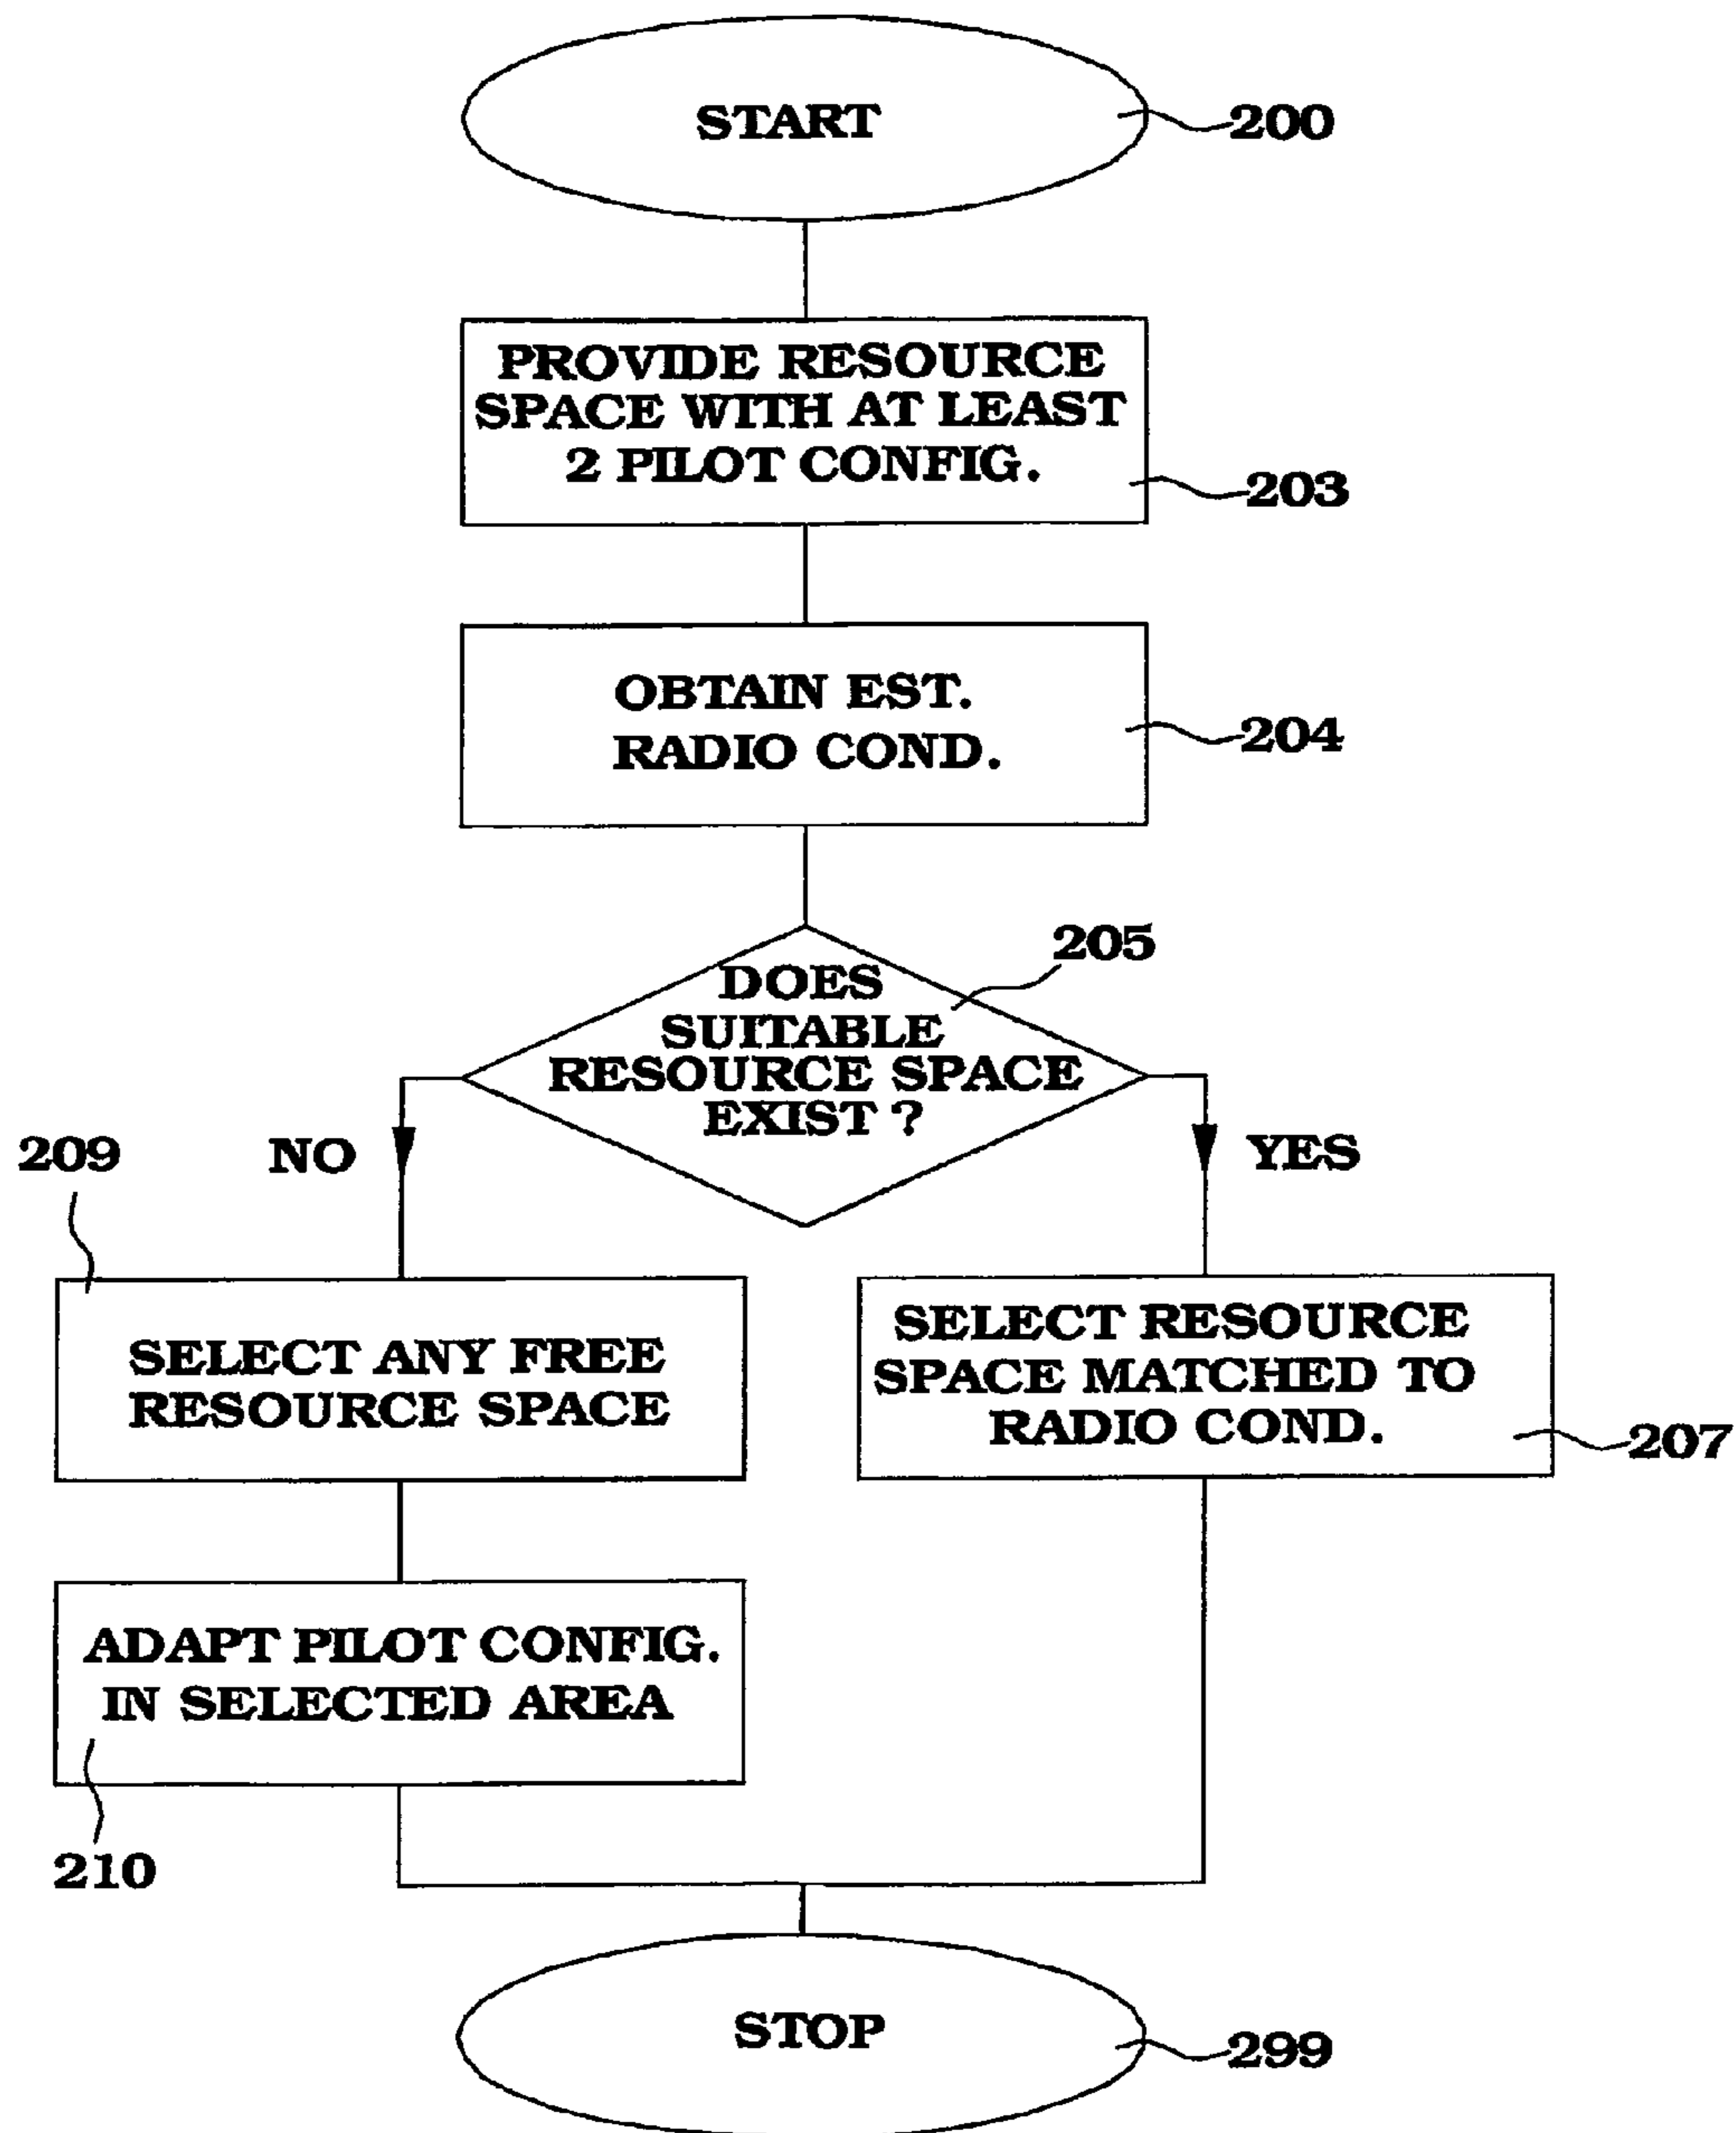 START
200
PROVIDE RESOURCE
SPACE WITH AT LEAST
2 PILOT CONFIG.
203
OBTAIN EST.
RADIO COND.
204
205
DOES
SUITABLE
RESOURCE SPACE
EXIST ?
209
NO
YES
SELECT ANY FREE
RESOURCE SPACE
SELECT RESOURCE
SPACE MATCHED TO
RADIO COND.
207
ADAPT PILOT CONFIG.
IN SELECTED AREA
210
STOP
299